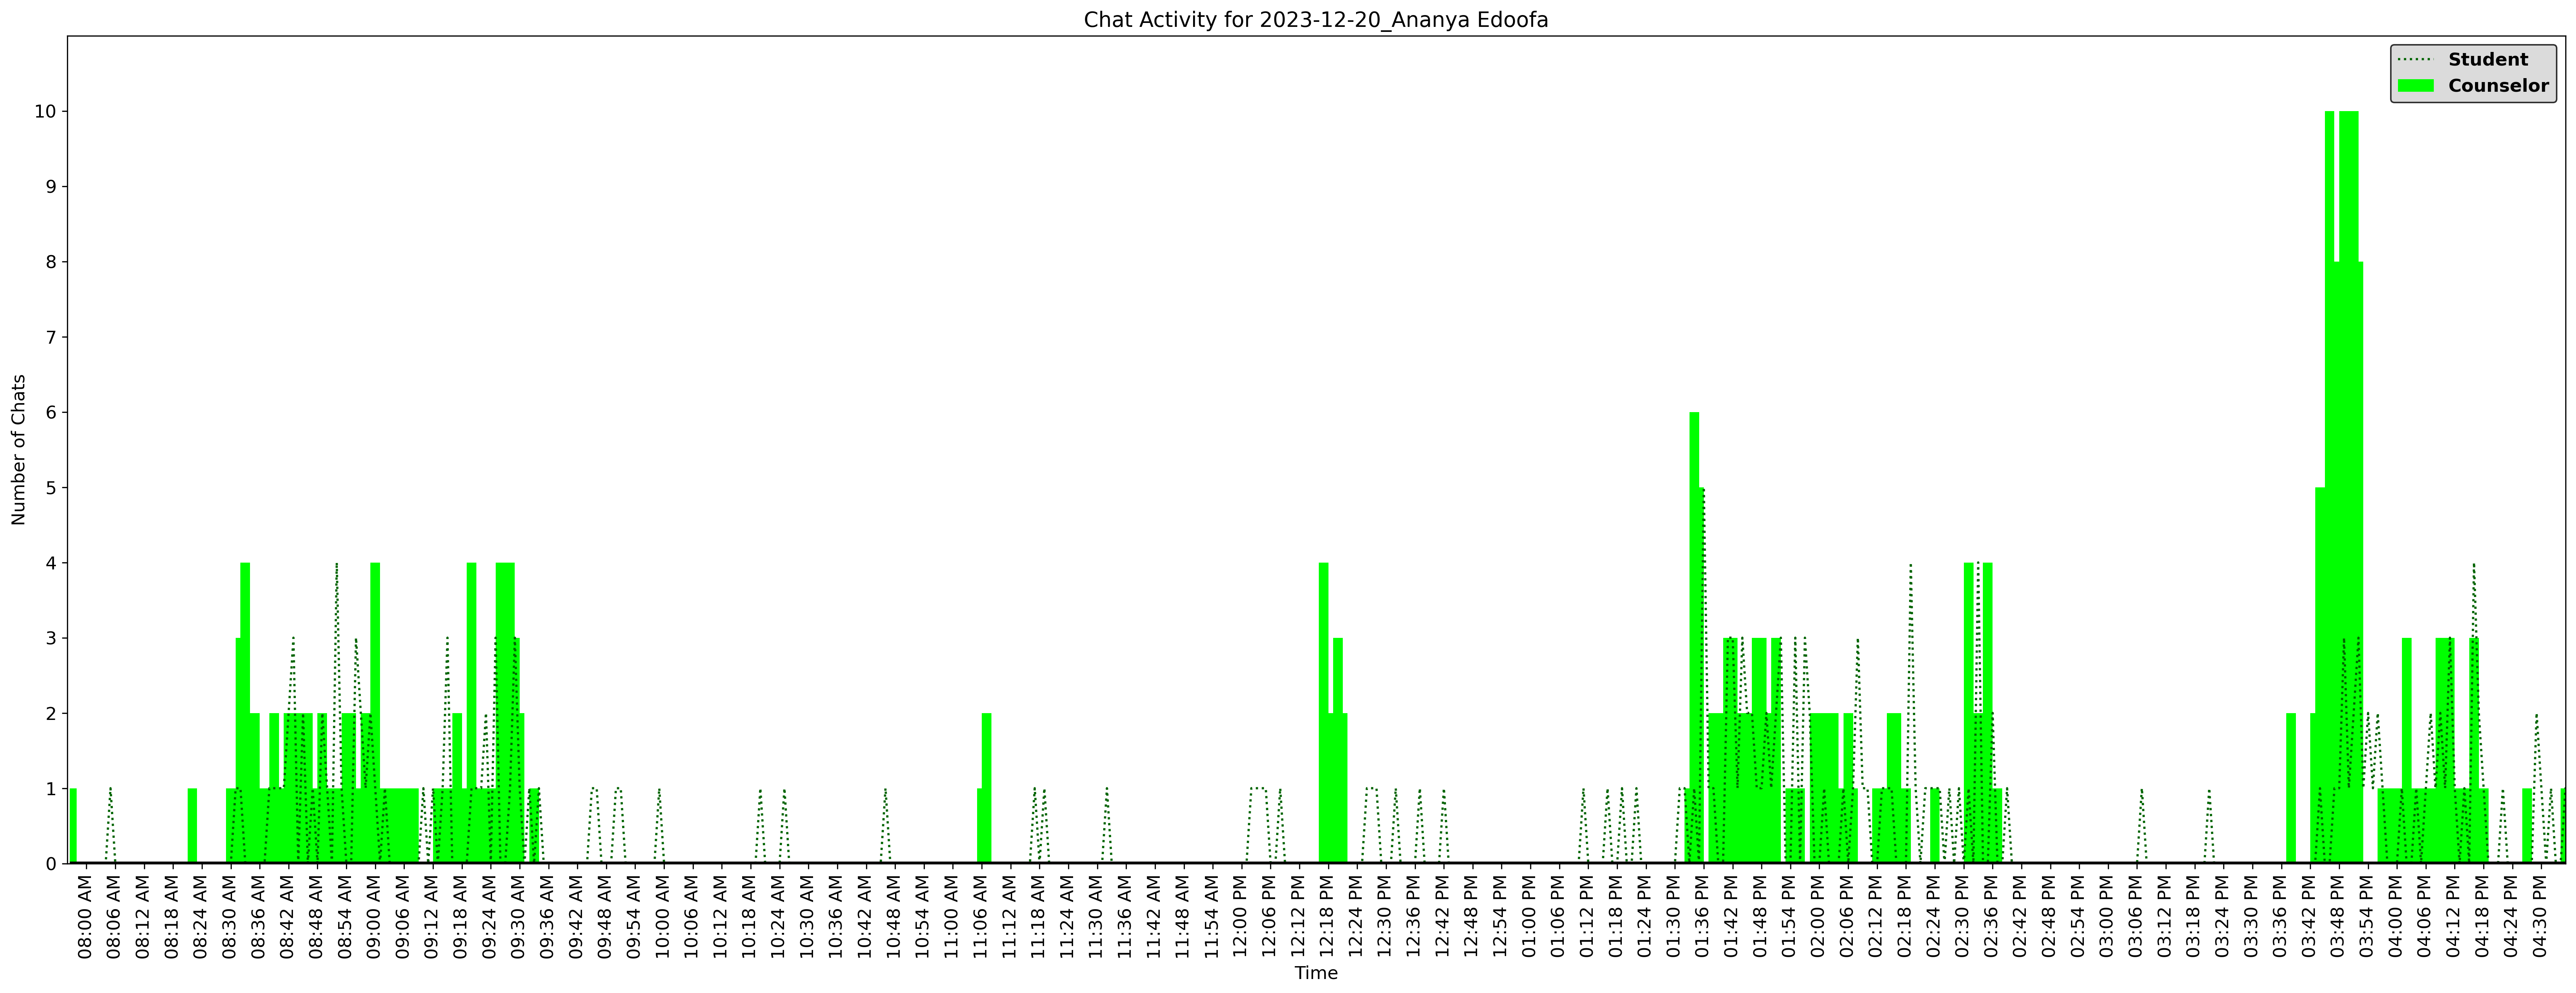 Chat Activity for 2023-12-20_Ananya Edoofa
Student
Counselor
Number of Chats
10
9
8
7
6
5
4
3
2
1
0
08:00 AM
08:06 AM
08:12 AM
08:18 AM
08:24 AM
08:30 AM
08:36 AM
08:42 AM
08:48 AM
08:54 AM
09:00 AM
09:06 AM
09:12 AM
09:18 AM
09:24 AM
09:30 AM
09:36 AM
09:42 AM
09:48 AM
09:54 AM
10:00 AM
10:06 AM
10:12 AM
10:18 AM
10:24 AM
10:30 AM
10:36 AM
10:42 AM
10:48 AM
10:54 AM
11:00 AM
11:06 AM
11:12 AM
11:18 AM
11:24 AM
11:30 AM
11:36 AM
11:42 AM
11:48 AM
11:54 AM
12:00 PM
12:06 PM
12:12 PM
12:18 PM
12:24 PM
12:30 PM
12:36 PM
12:42 PM
12:48 PM
12:54 PM
01:00 PM
01:06 PM
01:12 PM
01:18 PM
01:24 PM
01:30 PM
01:36 PM
01:42 PM
01:48 PM
01:54 PM
02:00 PM
02:06 PM
02:12 PM
02:18 PM
02:24 PM
02:30 PM
02:36 PM
02:42 PM
02:48 PM
02:54 PM
03:00 PM
03:06 PM
03:12 PM
03:18 PM
03:24 PM
03:30 PM
03:36 PM
03:42 PM
03:48 PM
03:54 PM
04:00 PM
04:06 PM
04:12 PM
04:18 PM
04:24 PM
04:30 PM
Time